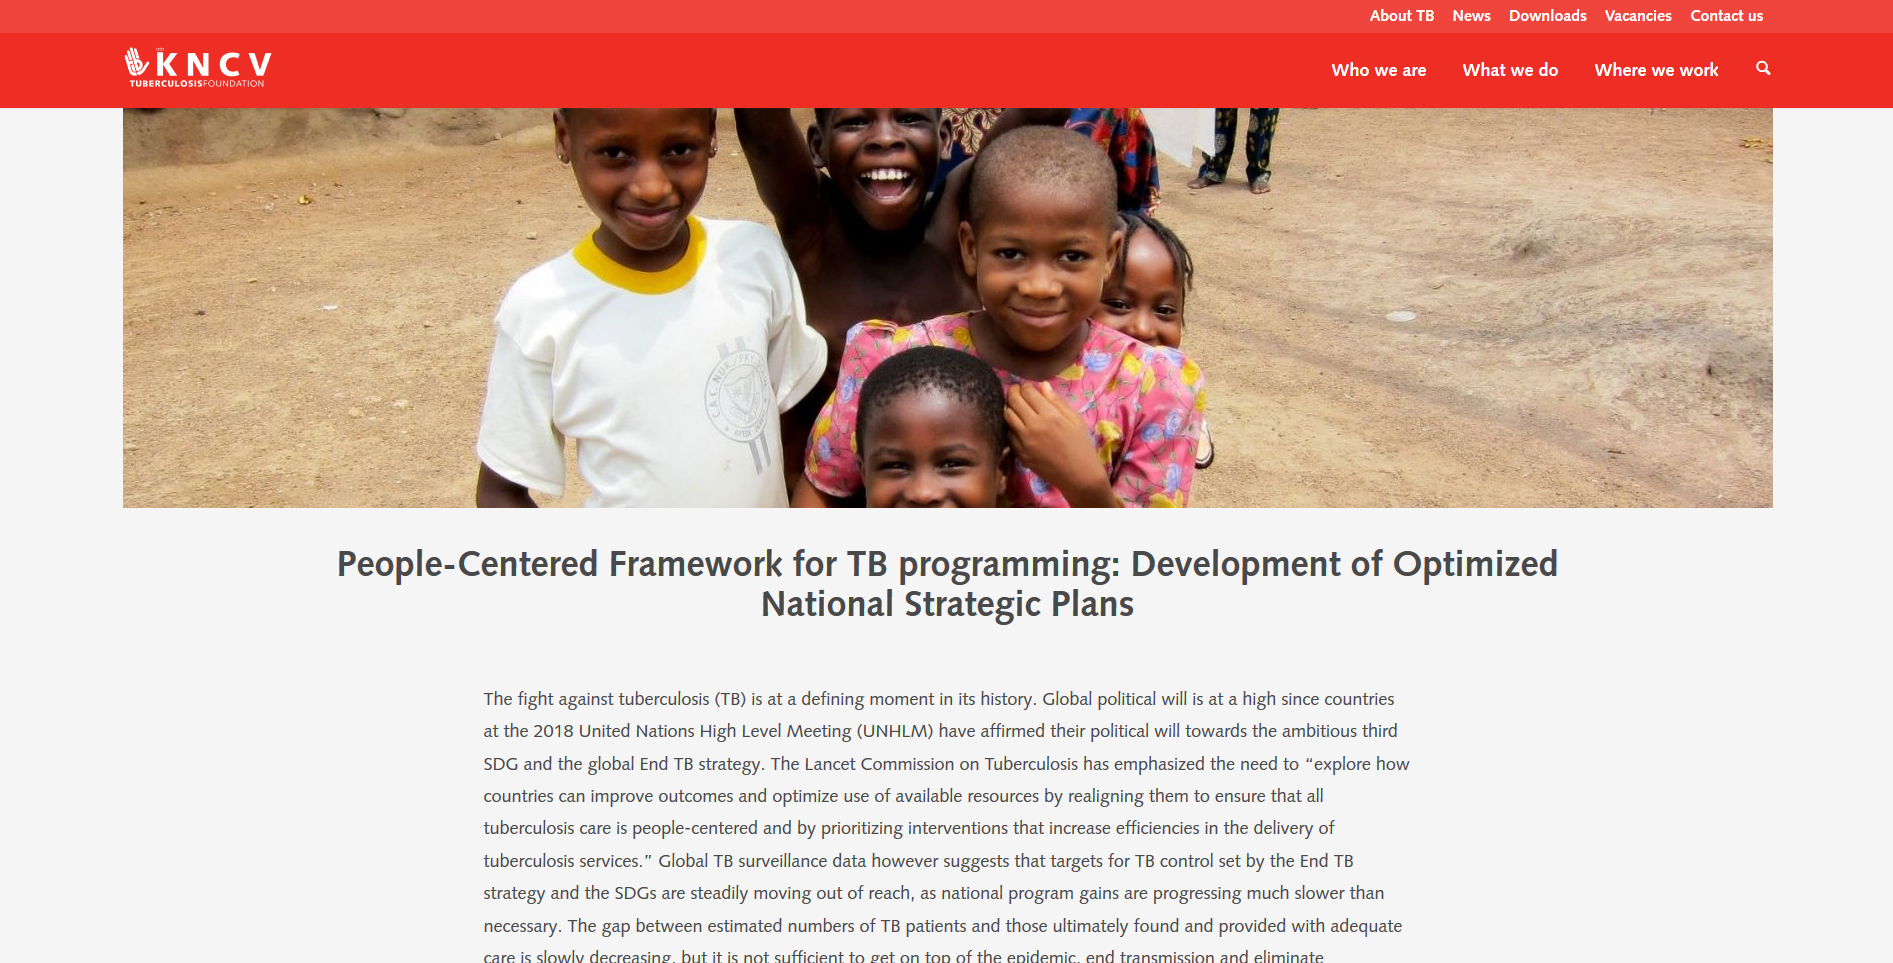 About TB News Downloads Vacancies Contact us
KNCV
TUBERCULOSISFOUNDATION
Who we are What we do Where we work
People-Centered Framework for TB programming: Development of Optimized
National Strategic Plans
The fight against tuberculosis (TB) is at a defining moment in its history. Global political will is at a high since countries
at the 2018 United Nations High Level Meeting (UNHLM) have affirmed their political will towards the ambitious third
SDG and the global End TB strategy. The Lancet Commission on Tuberculosis has emphasized the need to “explore how
countries can improve outcomes and optimize use of available resources by realigning them to ensure that all
tuberculosis care is people-centered and by prioritizing interventions that increase efficiencies in the delivery of
tuberculosis services.” Global TB surveillance data however suggests that targets for TB control set by the End TB
strategy and the SDGs are steadily moving out of reach, as national program gains are progressing much slower than
necessary. The gap between estimated numbers of TB patients and those ultimately found and provided with adequate
care is slowly decreasing, but it is not sufficient to get on top of the epidemic, end transmission and eliminate